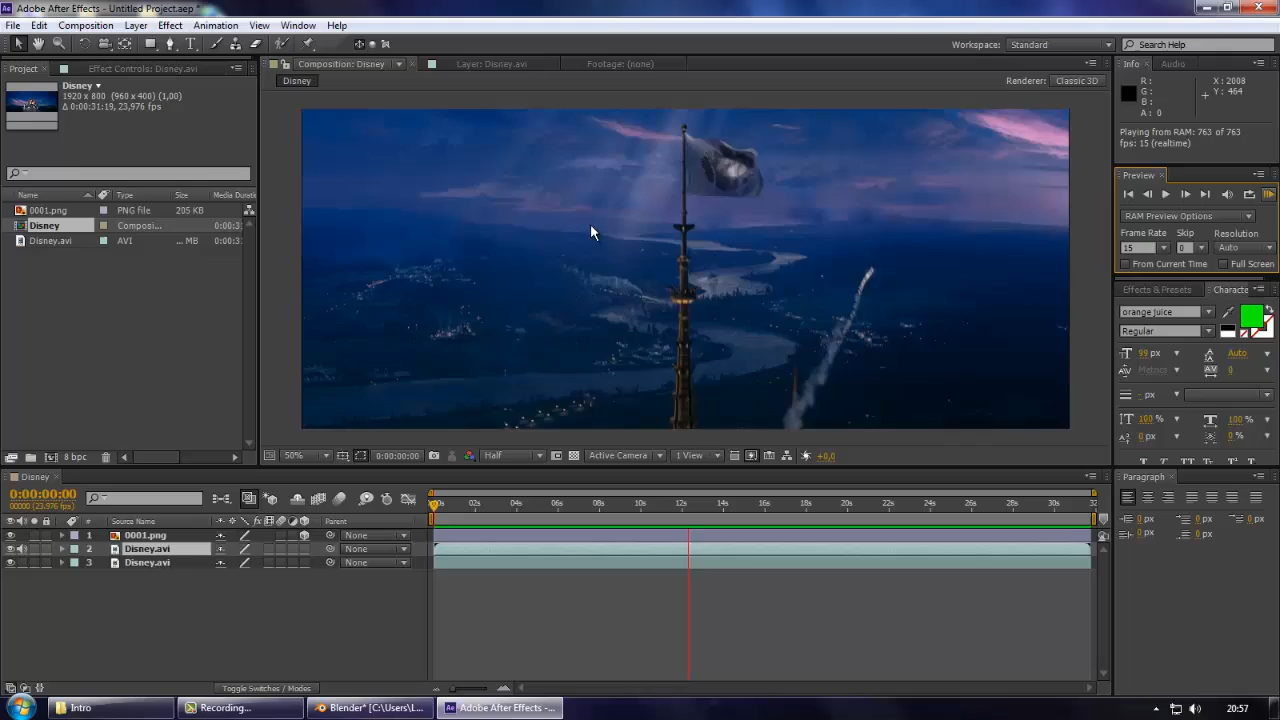 Adobe After Effects - Untitled Project.aep *
File Edit Composition Layer Effect Animation View Window Help
Workspace: Standard Search Help
Project Effect Controls: Disney.avi
Composition: Disney Layer: Disney.avi Footage: (none)
Info Audio
Disney
1920 x 800 (960 x 400) (1,00)
Δ 0:00:31:19, 23,976 fps
Disney
Renderer: Classic 3D
R:
G:
B:
A: 0
X: 2008
Y: 464
Playing from RAM: 763 of 763
fps: 15 (realtime)
Preview
RAM Preview Options
Frame Rate Skip Resolution
15 0 Auto
From Current Time Full Screen
Name Type Size Media Duratio
0001.png PNG file 205 KB
Disney Composi... 0:00:3
Disney.avi AVI ... MB 0:00:3
Effects & Presets Characte
orange juice
Regular
99 px Auto
Metrics 0
- px
100 % 100 %
0 px 0 %
8 bpc
50% 0:00:00:00 Half Active Camera 1 View +0,0
Disney
0:00:00:00
00000 (23.976 fps)
02s 04s 06s 08s 10s 12s 14s 16s 18s 20s 22s 24s 26s 28s 30s 32
# Source Name Parent
1 0001.png None
2 Disney.avi None
3 Disney.avi None
Paragraph
0 px 0 px 0 px
0 px 0 px
Toggle Switches / Modes
Intro Recording... Blender* [C:\Users\L... Adobe After Effects -... 20:57